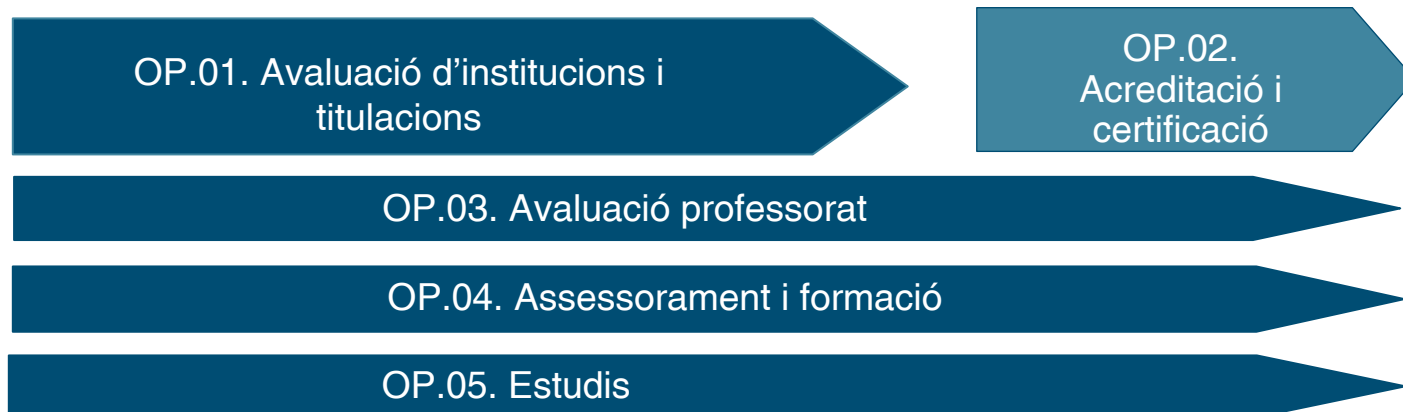 OP.01. Avaluació d’institucions i
titulacions
OP.02.
Acreditació i
certificació
OP.03. Avaluació professorat
OP.04. Assessorament i formació
OP.05. Estudis